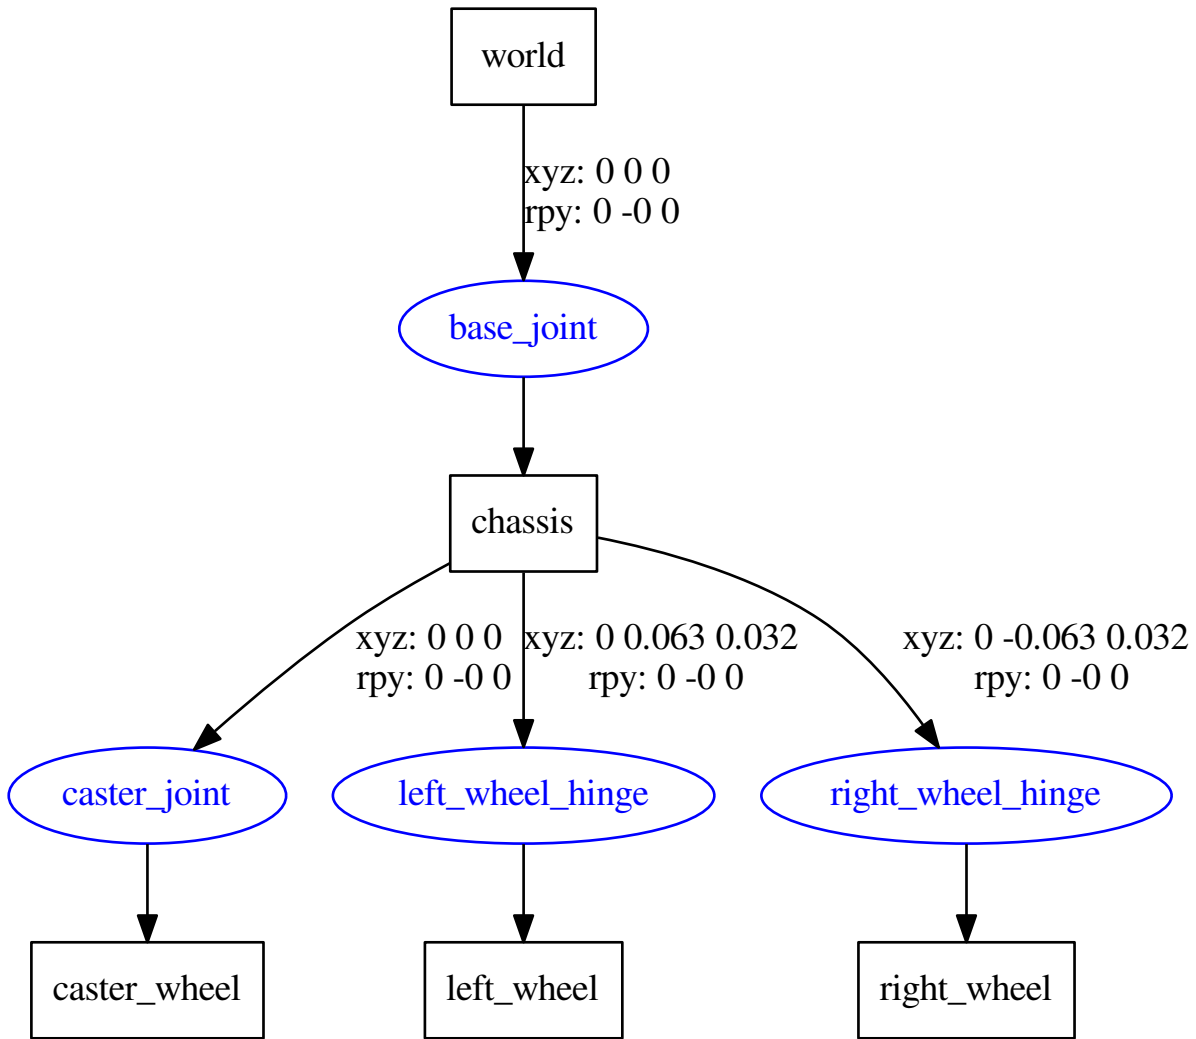 world
xyz: 0 0 0
rpy: 0 -0 0
base_joint
chassis
xyz: 0 0 0
rpy: 0 -0 0
xyz: 0 0.063 0.032
rpy: 0 -0 0
xyz: 0 -0.063 0.032
rpy: 0 -0 0
caster_joint
left_wheel_hinge
right_wheel_hinge
caster_wheel
left_wheel
right_wheel